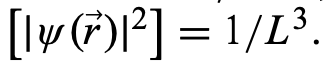 [|ψ(r⃗)|²] = 1/L³.